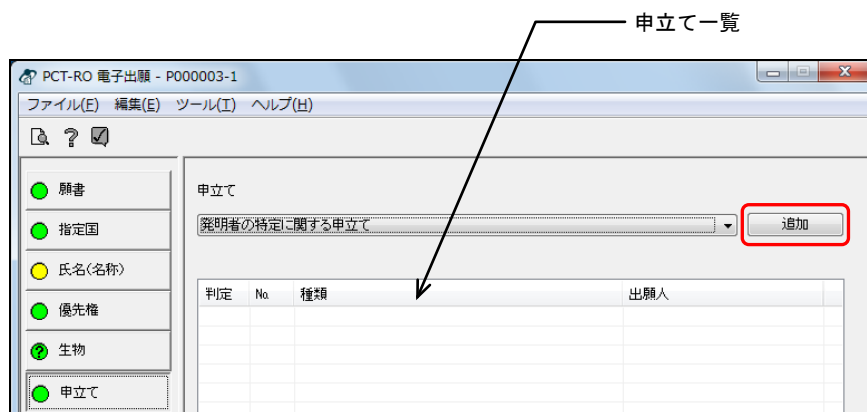 申立て一覧
PCT-RO 電子出願 - P000003-1
ファイル(F) 編集(E) ツール(T) ヘルプ(H)
願書
指定国
氏名(名称)
優先権
生物
申立て
申立て
発明者の特定に関する申立て
追加
判定 No. 種類 出願人